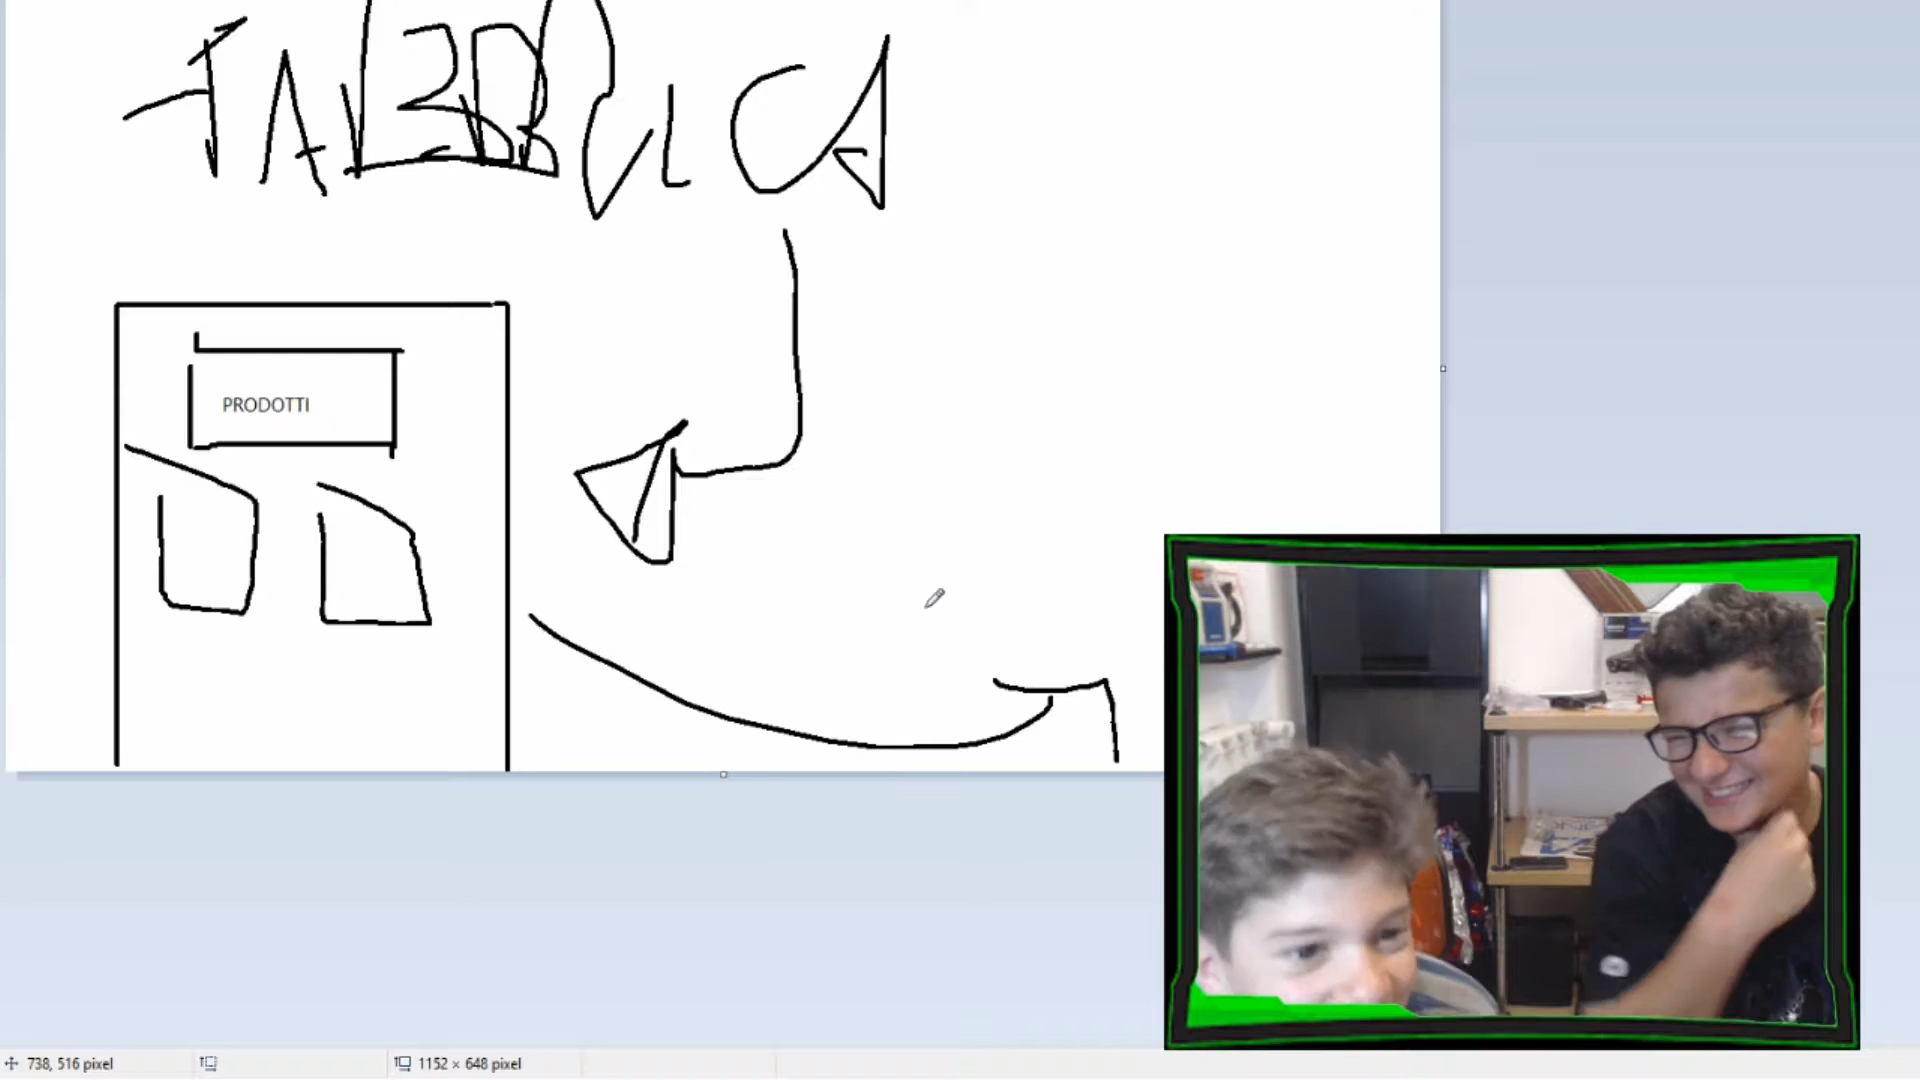 FABBRICA
PRODOTTI
738, 516 pixel
1152 × 648 pixel